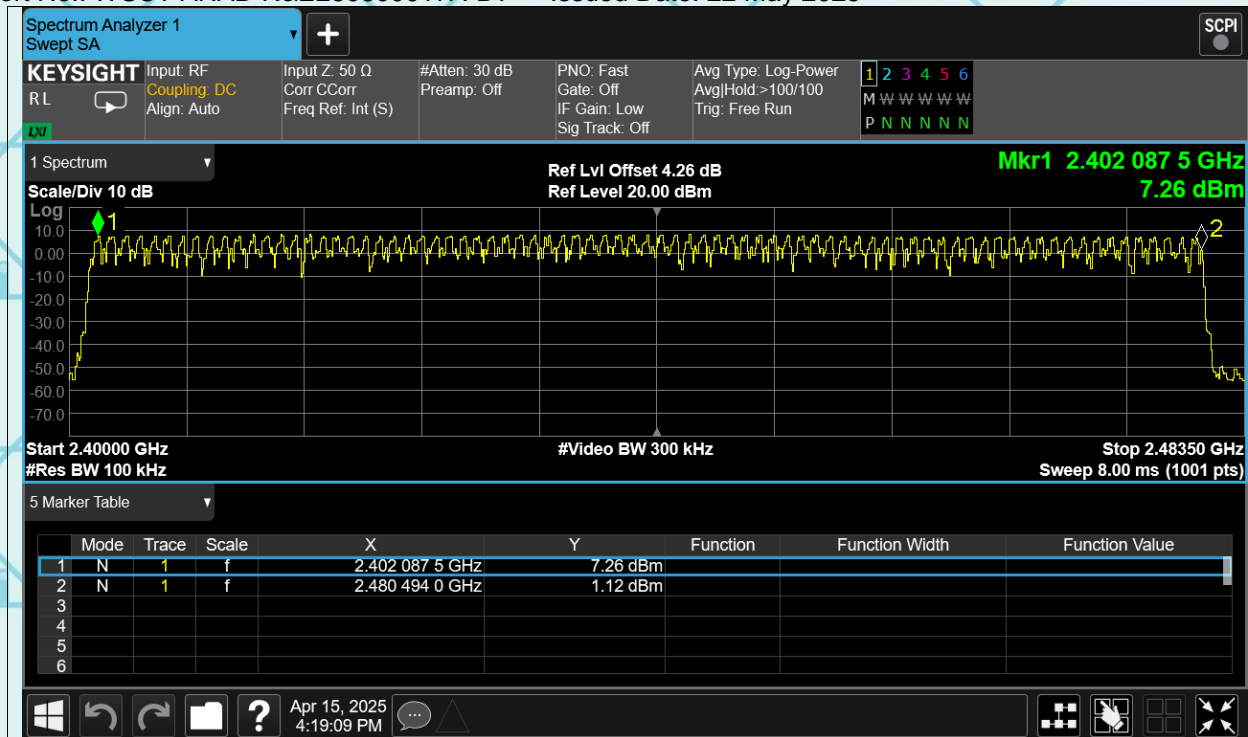 Issued Date: 22 May 2025
Spectrum Analyzer 1
Swept SA
+
SCPI
KEYSIGHT Input: RF Input Z: 50 Ω #Atten: 30 dB PNO: Fast Avg Type: Log-Power 1 2 3 4 5 6
RL Coupling: DC Corr CCorr Preamp: Off Gate: Off Avg|Hold:>100/100 M W W W W W
Align: Auto Freq Ref: Int (S) IF Gain: Low Trig: Free Run P N N N N N
LXI Sig Track: Off
1 Spectrum Ref Lvl Offset 4.26 dB Mkr1 2.402 087 5 GHz
Scale/Div 10 dB Ref Level 20.00 dBm 7.26 dBm
Log
1
2
10.0
0.00
-10.0
-20.0
-30.0
-40.0
-50.0
-60.0
-70.0
Start 2.40000 GHz #Video BW 300 kHz Stop 2.48350 GHz
#Res BW 100 kHz Sweep 8.00 ms (1001 pts)
5 Marker Table
Mode Trace Scale X Y Function Function Width Function Value
1 N 1 f 2.402 087 5 GHz 7.26 dBm
2 N 1 f 2.480 494 0 GHz 1.12 dBm
3
4
5
6
? Apr 15, 2025
4:19:09 PM